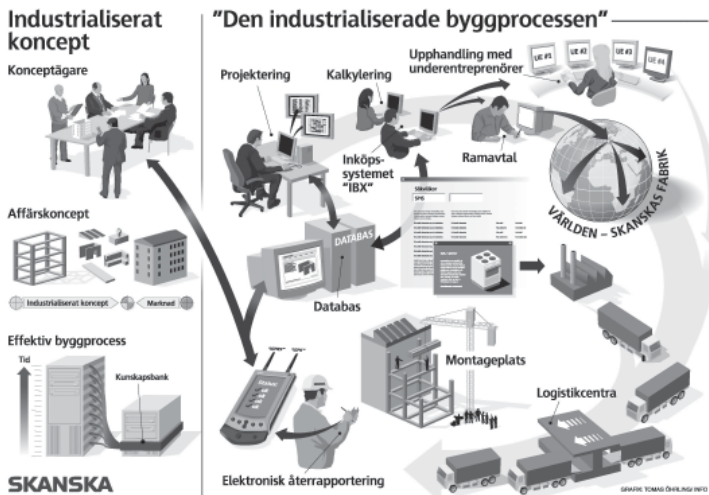 Industrialiserat
koncept
Konceptägare
Affärskoncept
Industrialiserat koncept
Marknad
Effektiv byggprocess
Tid
Kunskapsbank
SKANSKA
"Den industrialiserade byggprocessen"
Projektering
Kalkylering
Upphandling med
underentreprenörer
UE #1
UE #2
UE #3
UE #4
Inköps-
systemet
"IBX"
Ramavtal
VÄRLDEN – SKANSKAS FABRIK
DATABAS
Databas
Montageplats
Logistikcentra
Elektronisk återrapportering
GRAFIK: TOMAS ÖHRLING/ INFO